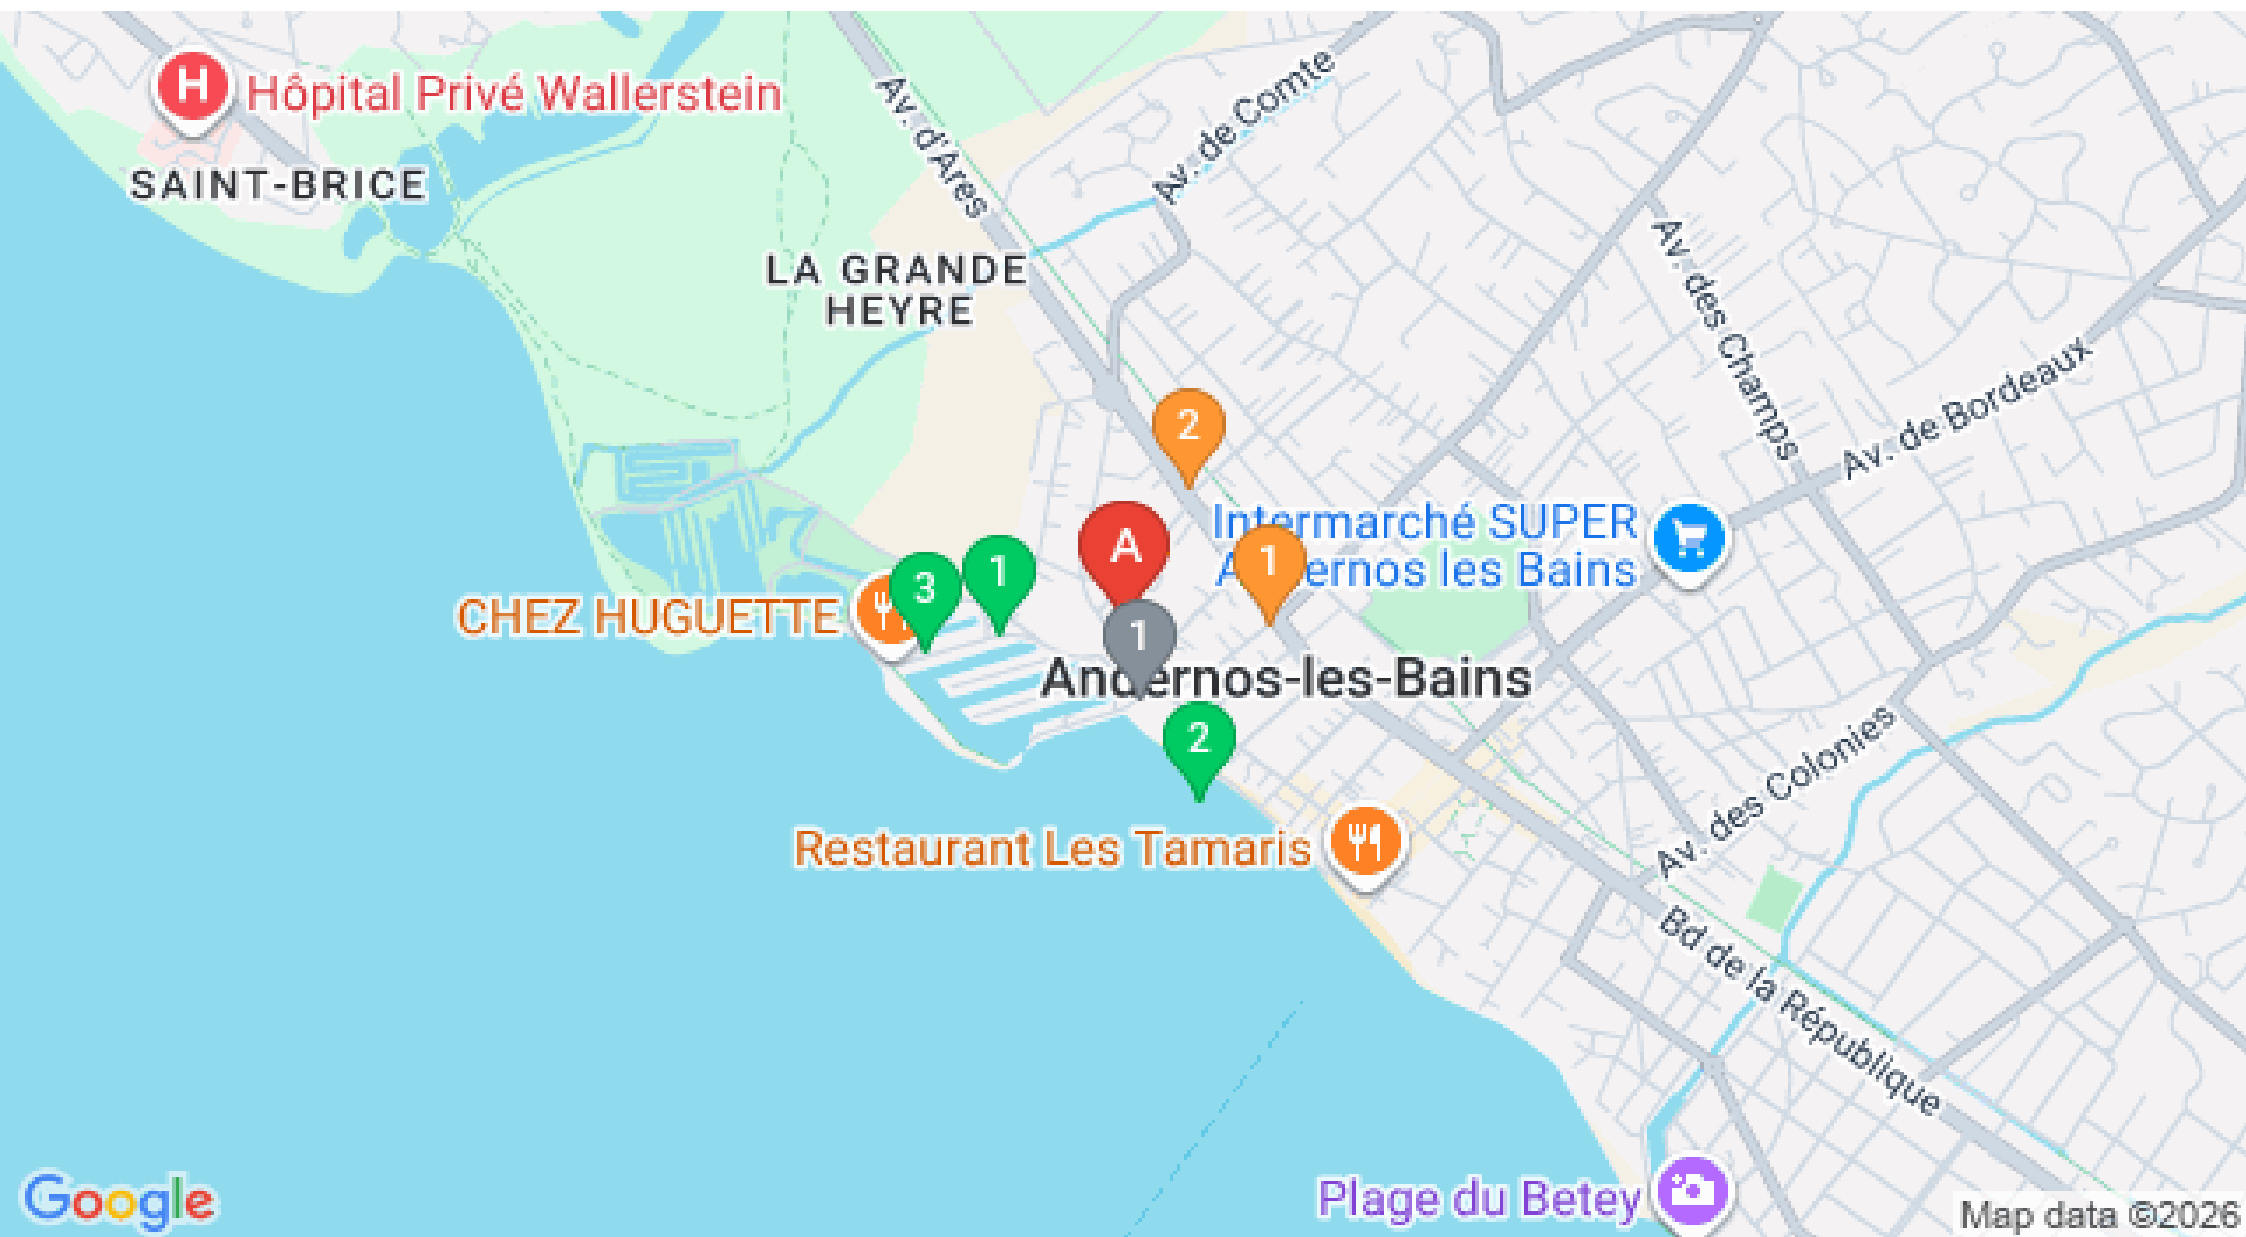 H Hôpital Privé Wallerstein
SAINT-BRICE
Av. d'Ares
Av. de Comte
LA GRANDE
HEYRE
Av. des Champs
Av. de Bordeaux
2
A
Intermarché SUPER
Andernos les Bains
1
1
3
CHEZ HUGUETTE
1
Andernos-les-Bains
2
Av. des Colonies
Restaurant Les Tamaris
Bd de la République
Plage du Betey
Google
Map data ©2026